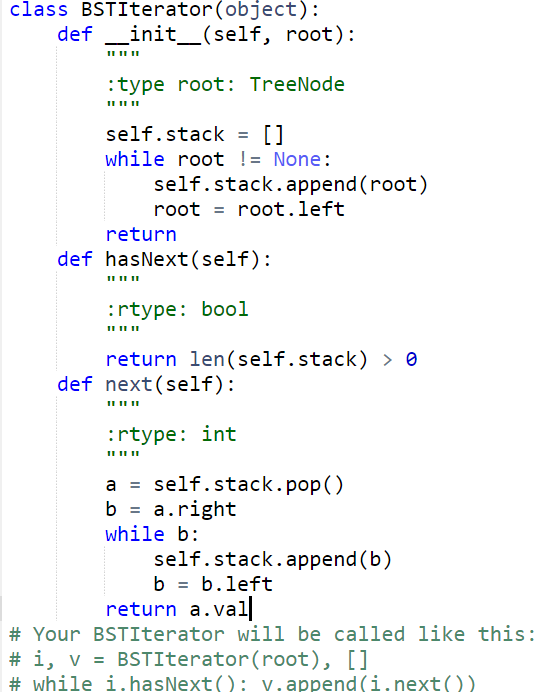 class BSTIterator(object):
    def __init__(self, root):
        """
        :type root: TreeNode
        """
        self.stack = []
        while root != None:
            self.stack.append(root)
            root = root.left
        return
    def hasNext(self):
        """
        :rtype: bool
        """
        return len(self.stack) > 0
    def next(self):
        """
        :rtype: int
        """
        a = self.stack.pop()
        b = a.right
        while b:
            self.stack.append(b)
            b = b.left
        return a.val
# Your BSTIterator will be called like this:
# i, v = BSTIterator(root), []
# while i.hasNext(): v.append(i.next())